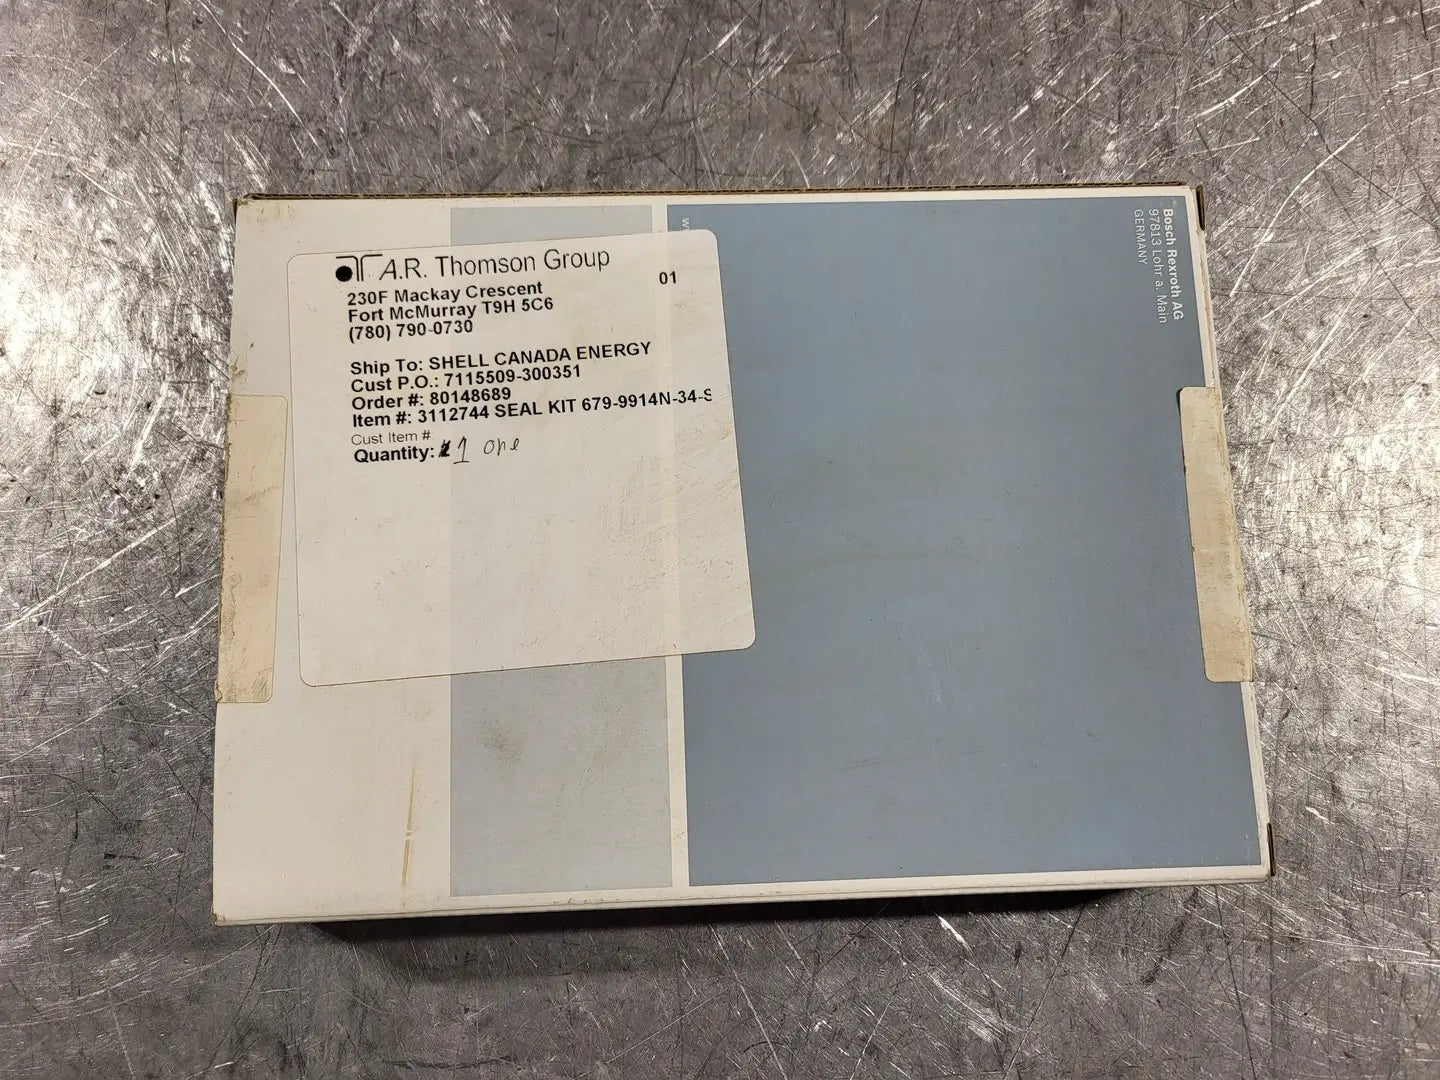 A.R. Thomson Group
01
230F Mackay Crescent
Fort McMurray T9H 5C6
(780) 790-0730
Ship To: SHELL CANADA ENERGY
Cust P.O.: 7115509-300351
Order #: 80148689
Item #: 3112744 SEAL KIT 679-9914N-34-S
Cust Item #
Quantity: 1 one
w
Bosch Rexroth AG
97813 Lohr a. Main
GERMANY